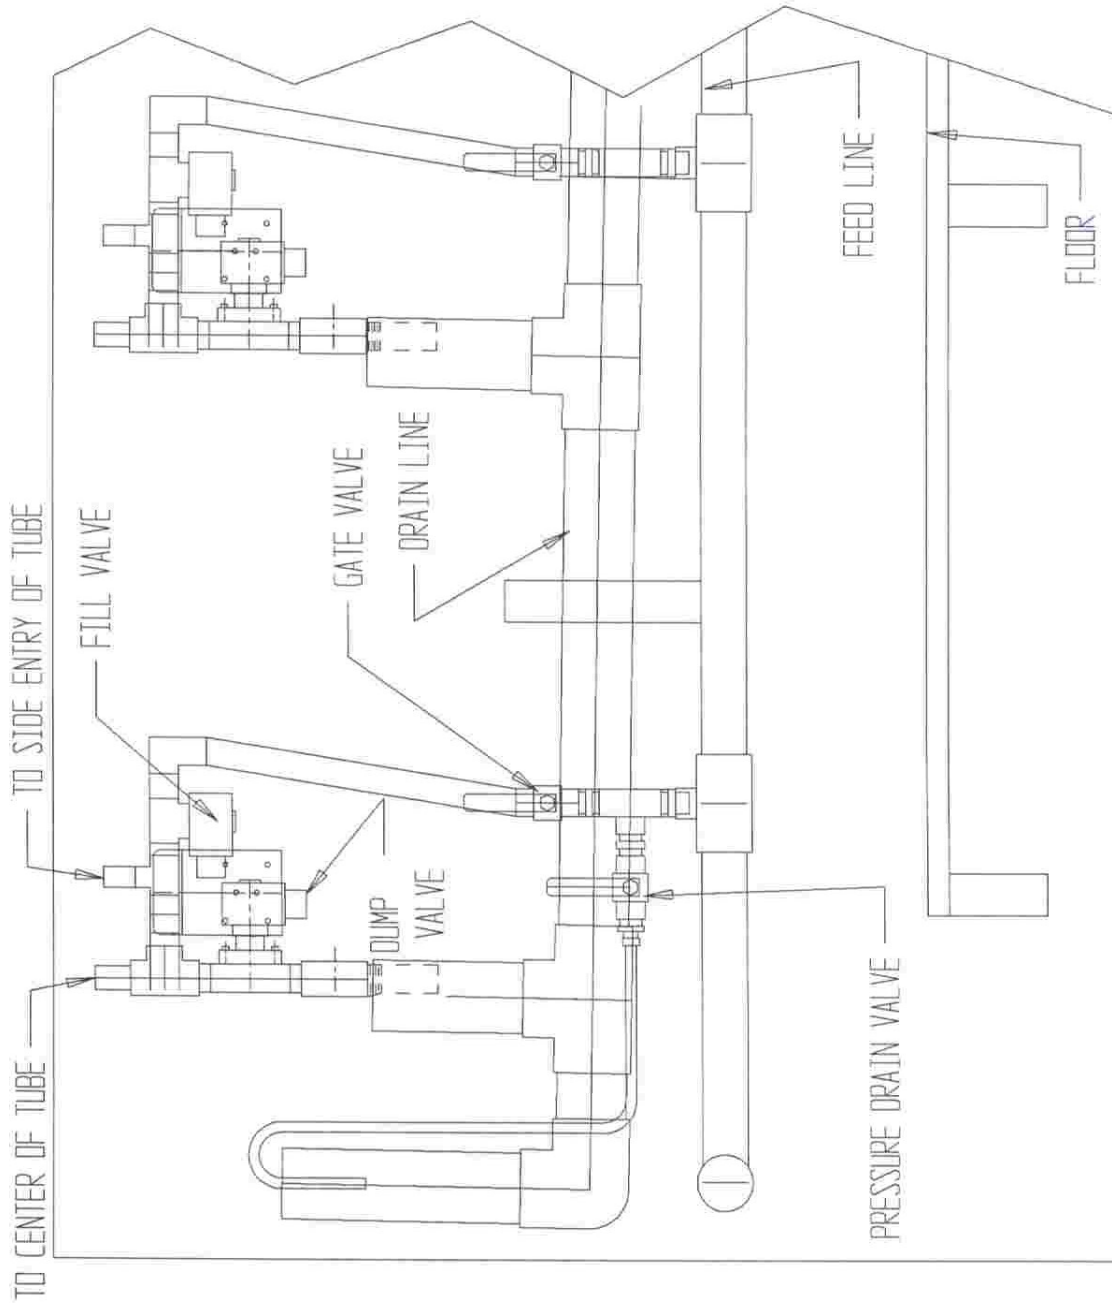 TO CENTER OF TUBE
TO SIDE ENTRY OF TUBE
FILL VALVE
GATE VALVE
DRAIN LINE
DUMP
VALVE
FEED LINE
PRESSURE DRAIN VALVE
FLOOR